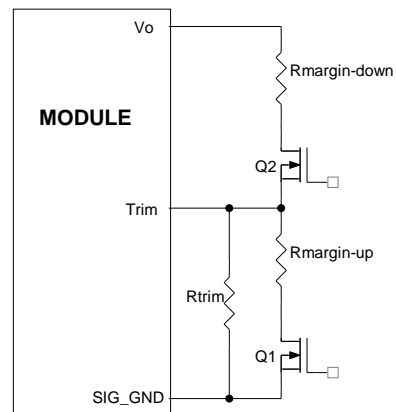 Vo
Rmargin-down
MODULE
Q2
Trim
Rmargin-up
Rtrim
Q1
SIG_GND